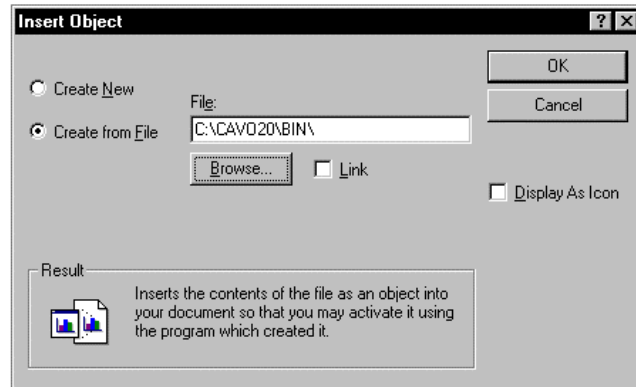 Insert Object
? X
Create New
Create from File
File:
C:\CAVO20\BIN\
Browse...
Link
OK
Cancel
Display As Icon
Result
Inserts the contents of the file as an object into
your document so that you may activate it using
the program which created it.